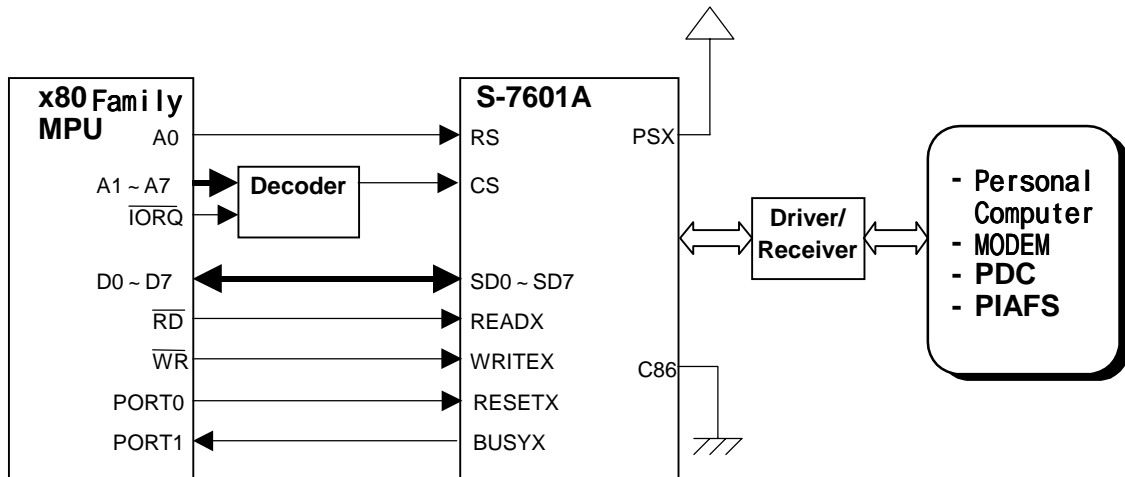 x80 Family
MPU
A0
A1 ~ A7
IORQ
D0 ~ D7
RD
WR
PORT0
PORT1
Decoder
S-7601A
RS
CS
SD0 ~ SD7
READX
WRITEX
RESETX
BUSYX
PSX
C86
Driver/
Receiver
- Personal
Computer
- MODEM
- PDC
- PIAFS